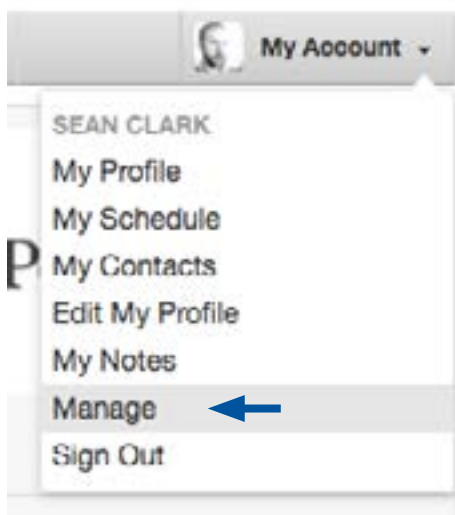 My Account
SEAN CLARK
My Profile
My Schedule
P
My Contacts
Edit My Profile
My Notes
Manage
Sign Out